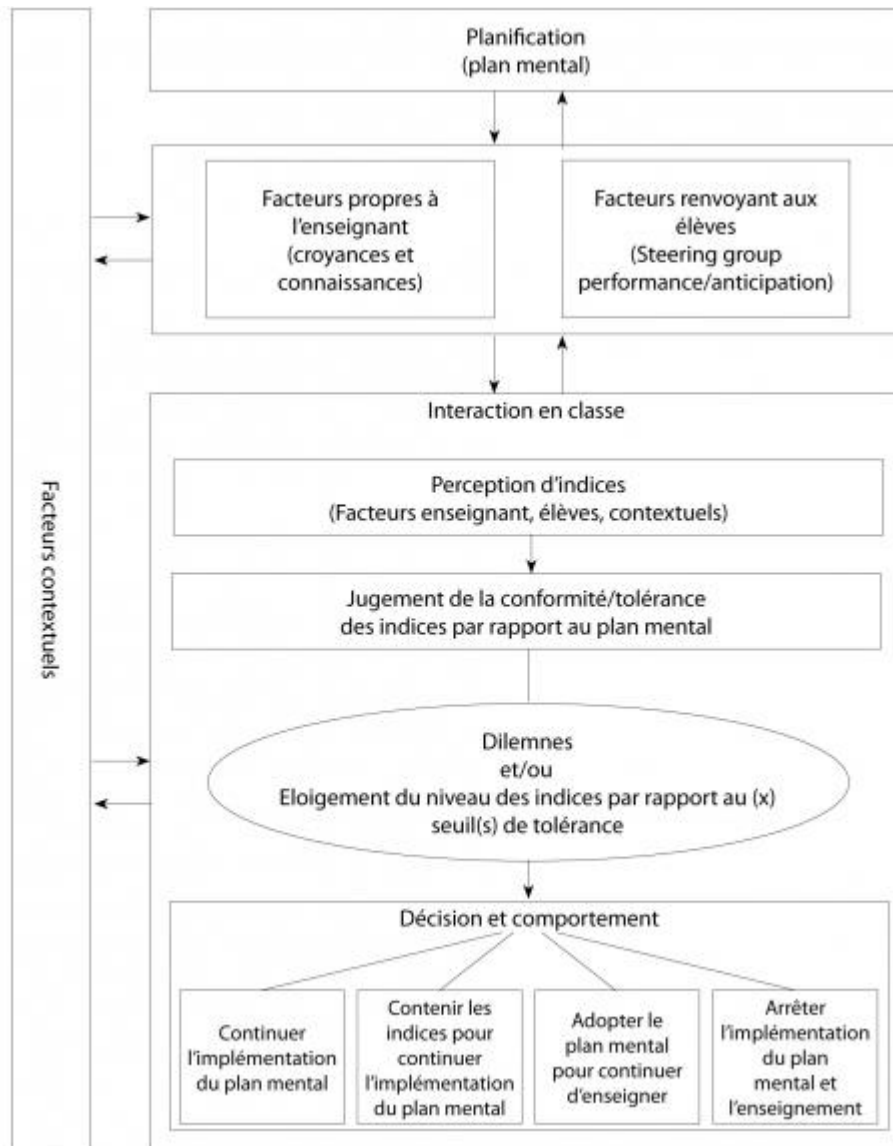 Planification
(plan mental)
Facteurs propres à
l'enseignant
(croyances et
connaissances)
Facteurs renvoyant aux
élèves
(Steering group
performance/anticipation)
Facteurs contextuels
Interaction en classe
Perception d'indices
(Facteurs enseignant, élèves, contextuels)
Jugement de la conformité/tolérance
des indices par rapport au plan mental
Dilemnes
et/ou
Eloigement du niveau des indices par rapport au (x)
seuil(s) de tolérance
Décision et comportement
Continuer
l'implémentation
du plan mental
Contenir les
indices pour
continuer
l'implémentation
du plan mental
Adopter le
plan mental
pour continuer
d'enseigner
Arrêter
l'implémentation
du plan
mental et
l'enseignement